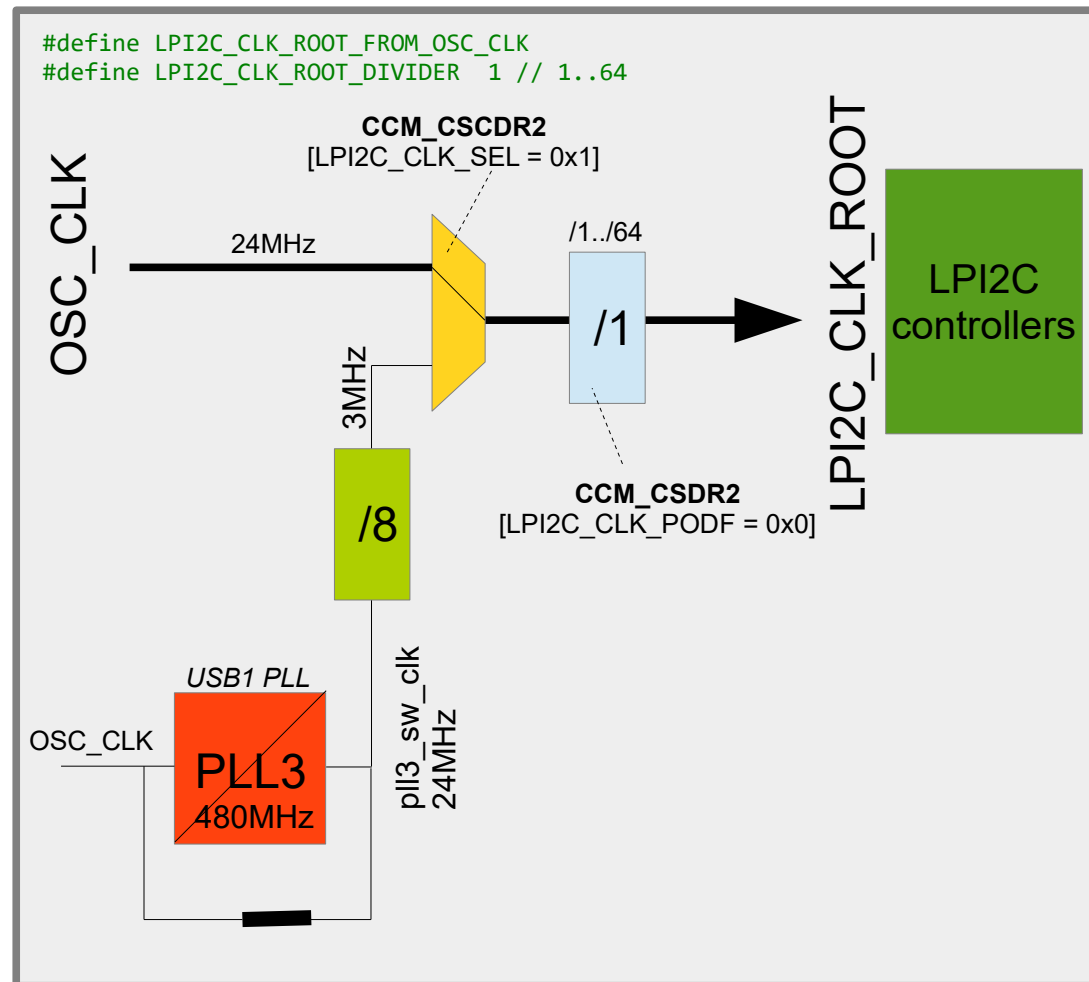 #define LPI2C_CLK_ROOT_FROM_OSC_CLK
#define LPI2C_CLK_ROOT_DIVIDER  1 // 1..64
CCM_CSCDR2
[LPI2C_CLK_SEL = 0x1]
OSC_CLK
24MHz
/1../64
/1
LPI2C_CLK_ROOT
LPI2C
controllers
3MHz
CCM_CSDR2
[LPI2C_CLK_PODF = 0x0]
/8
pll3_sw_clk
24MHz
USB1 PLL
OSC_CLK
PLL3
480MHz